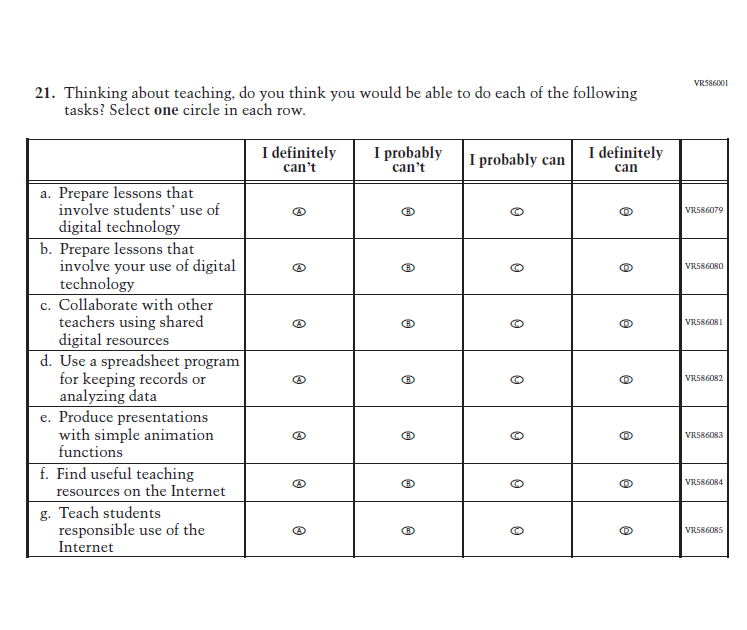 VR586001
21. Thinking about teaching, do you think you would be able to do each of the following
tasks? Select one circle in each row.
I definitely can't I probably can't I probably can I definitely can
a. Prepare lessons that
involve students' use of
digital technology
A B C D VR586079
b. Prepare lessons that
involve your use of digital
technology
A B C D VR586080
c. Collaborate with other
teachers using shared
digital resources
A B C D VR586081
d. Use a spreadsheet program
for keeping records or
analyzing data
A B C D VR586082
e. Produce presentations
with simple animation
functions
A B C D VR586083
f. Find useful teaching
resources on the Internet
A B C D VR586084
g. Teach students
responsible use of the
Internet
A B C D VR586085